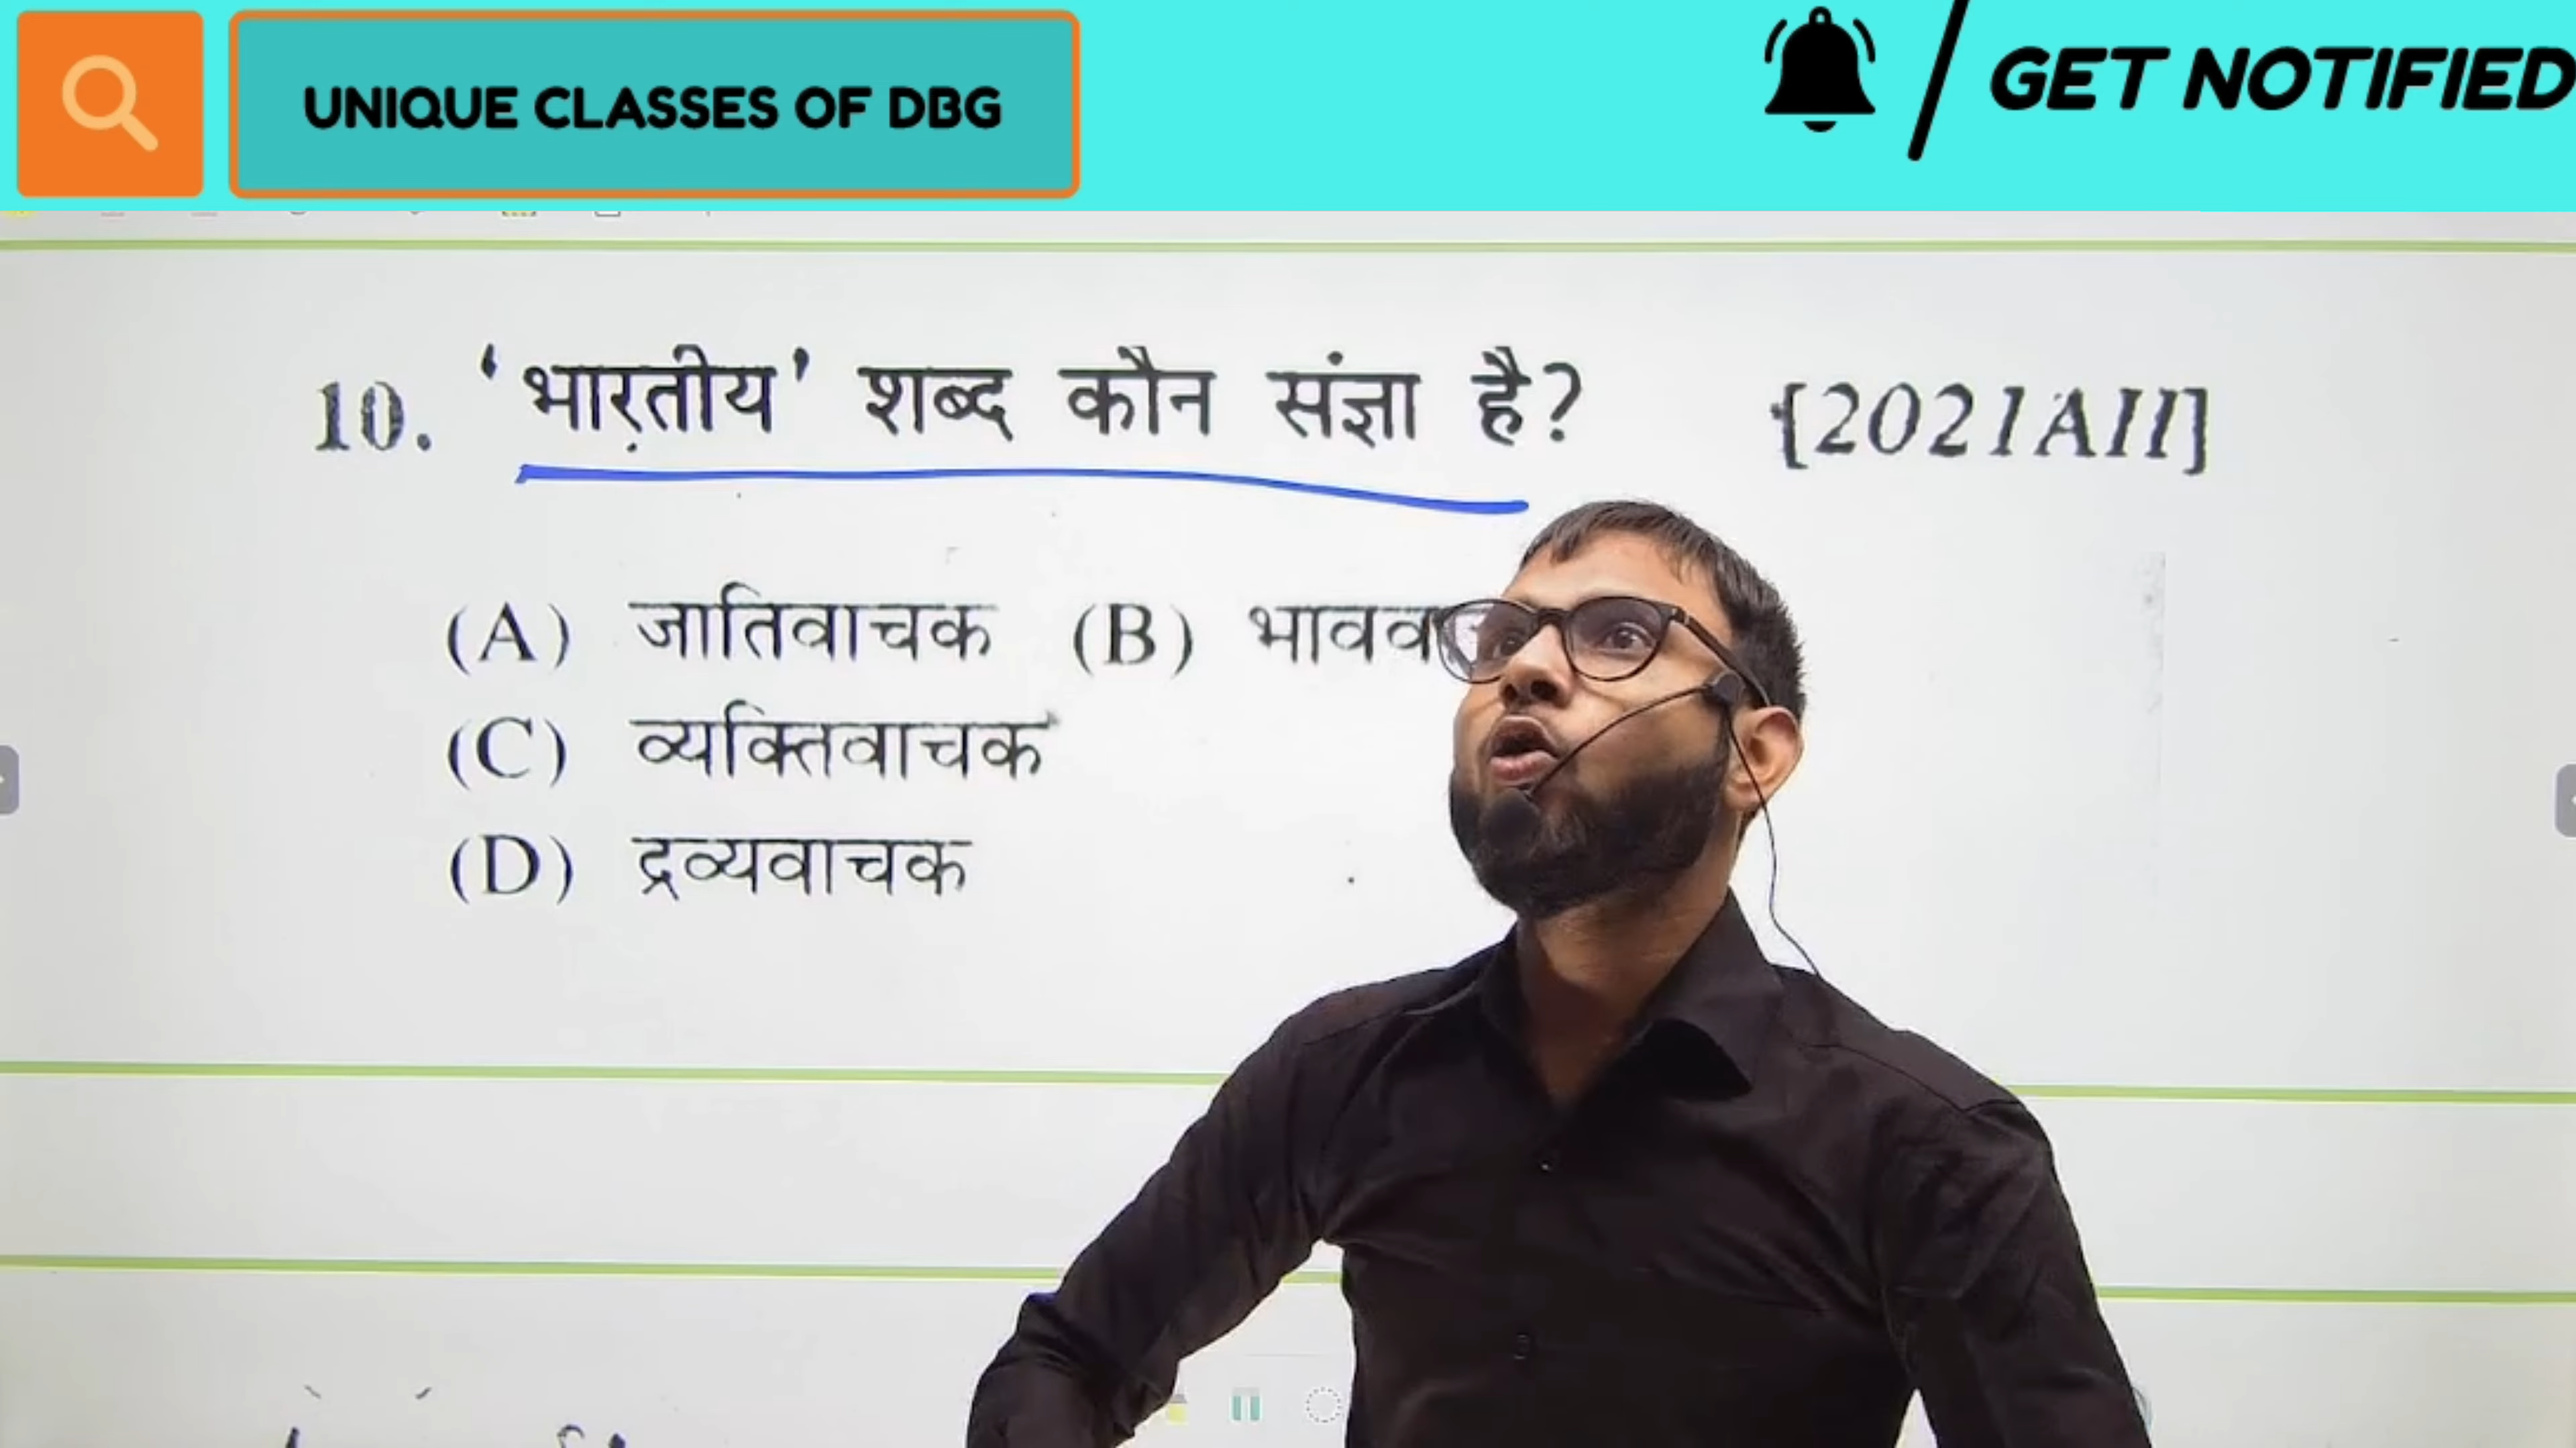 UNIQUE CLASSES OF DBG
GET NOTIFIED
10. ‘भारतीय’ शब्द कौन संज्ञा है? [2021AII]
(A) जातिवाचक (B)
(C) व्यक्तिवाचक
(D) द्रव्यवाचक